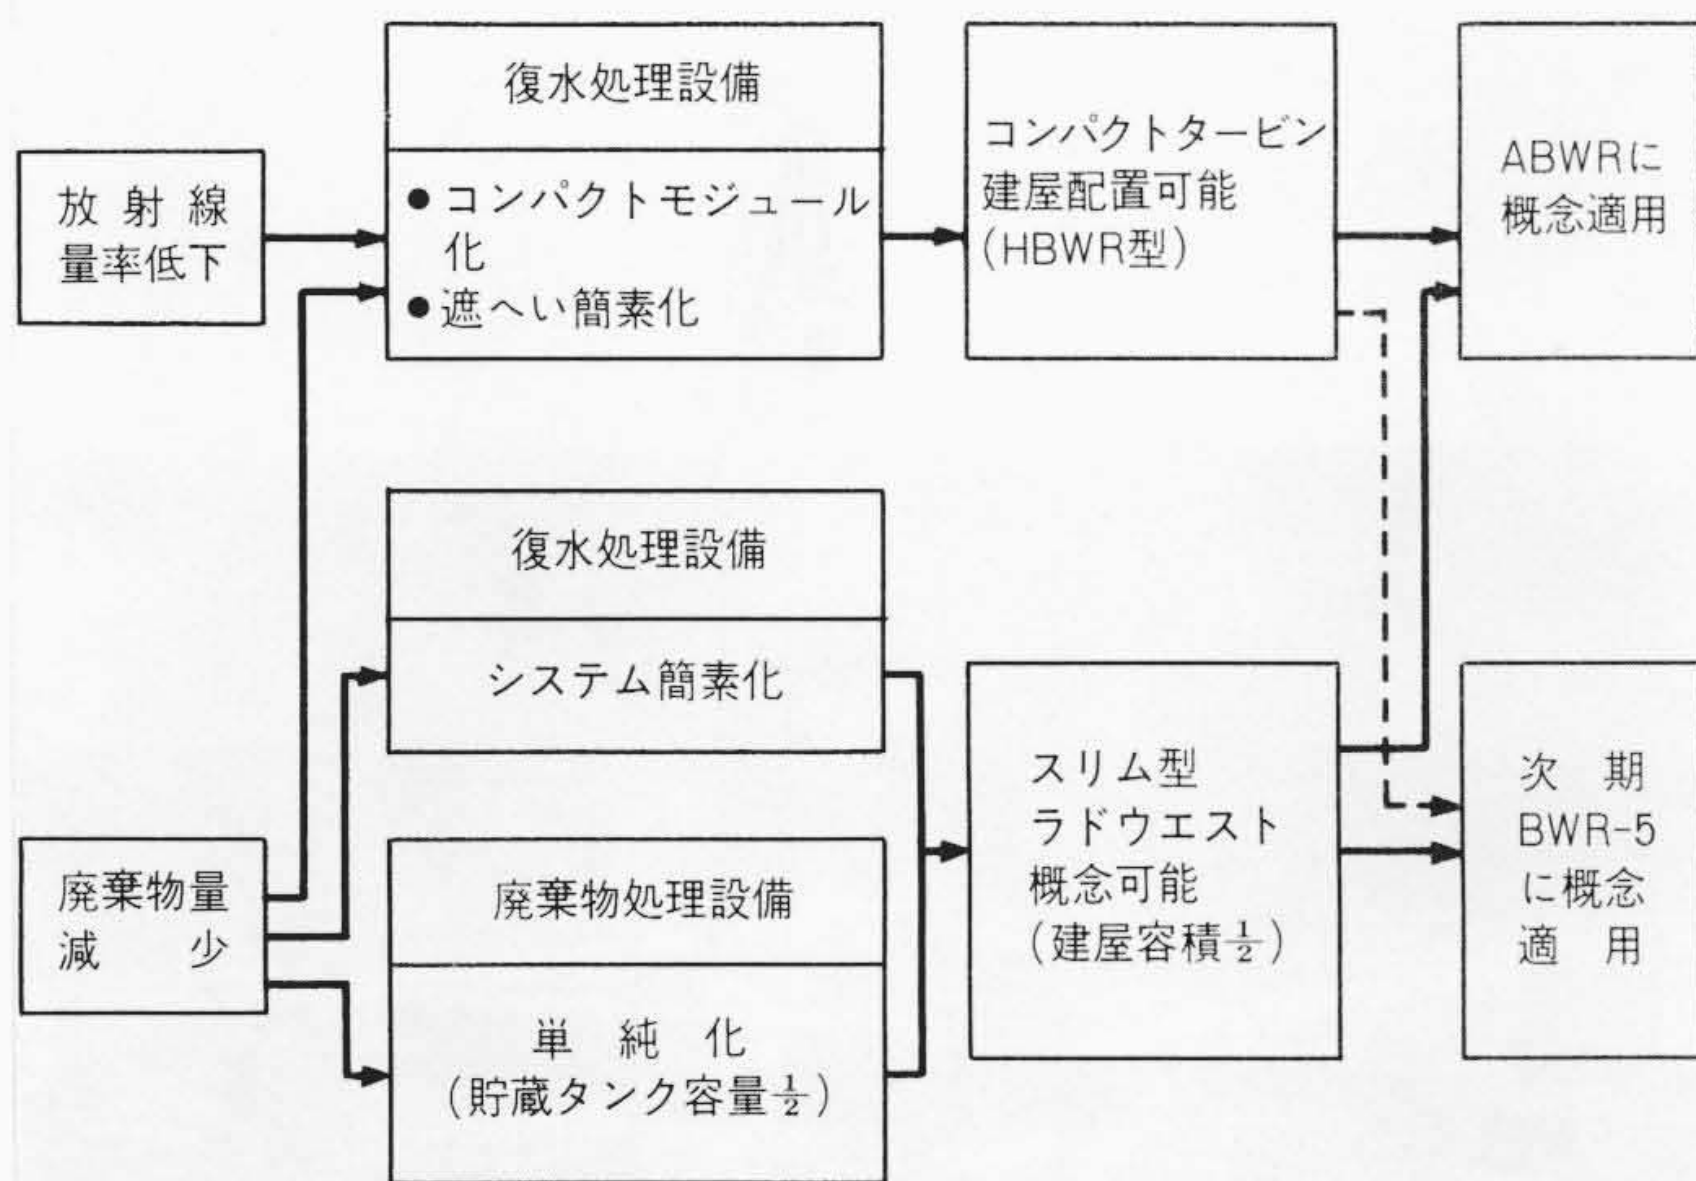 放射線
量率低下
復水処理設備
●コンパクトモジュール
化
●遮へい簡素化
コンパクトタービン
建屋配置可能
(HBWR型)
ABWRに
概念適用
廃棄物量
減少
復水処理設備
システム簡素化
廃棄物処理設備
単純化
(貯蔵タンク容量½)
スリム型
ラドウエスト
概念可能
(建屋容積½)
次期
BWR-5
に概念
適用